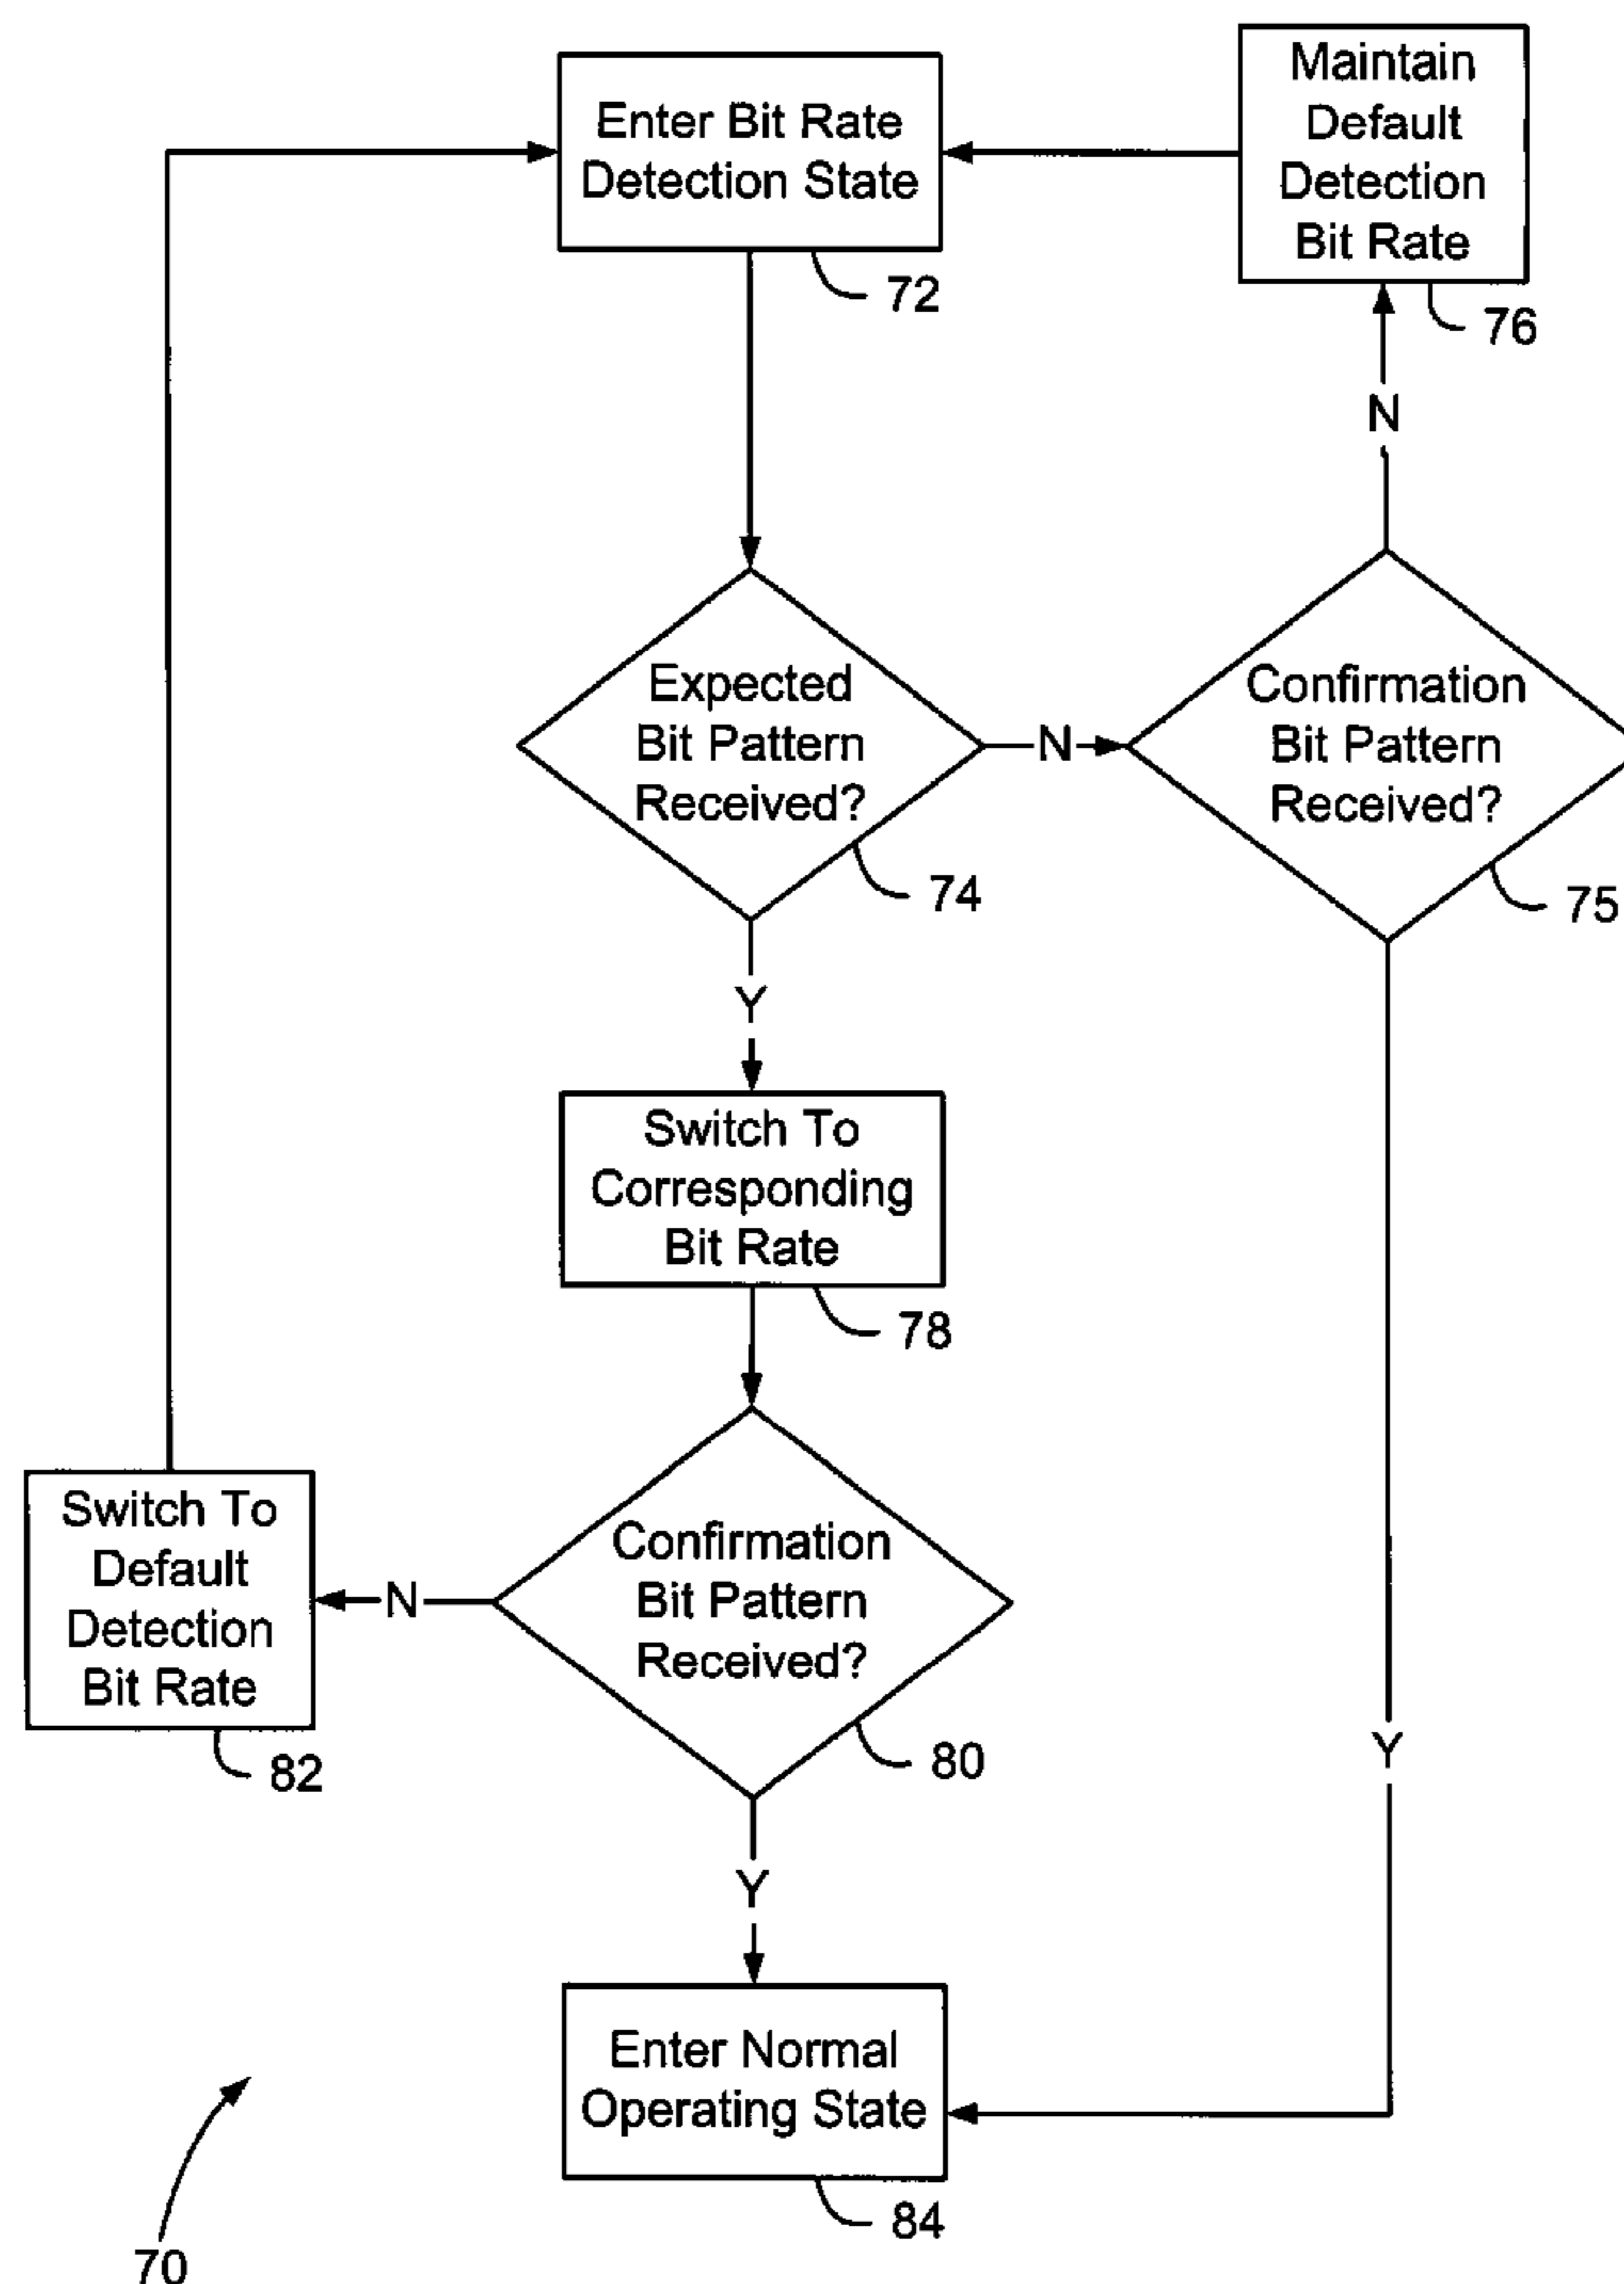 Enter Bit Rate
Detection State
72
Maintain
Default
Detection
Bit Rate
76
N
Expected
Bit Pattern
Received?
74
N
Confirmation
Bit Pattern
Received?
75
Y
Switch To
Corresponding
Bit Rate
78
Switch To
Default
Detection
Bit Rate
82
N
Confirmation
Bit Pattern
Received?
80
Y
Y
Enter Normal
Operating State
84
70